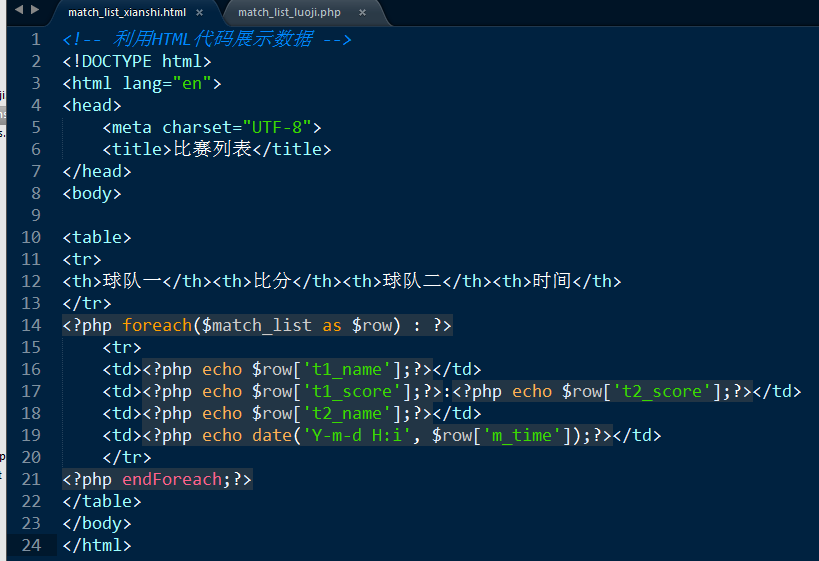 match_list_xianshi.html × match_list_luoji.php ×
1 <!-- 利用HTML代码展示数据 -->
2 <!DOCTYPE html>
3 <html lang="en">
4 <head>
5     <meta charset="UTF-8">
6     <title>比赛列表</title>
7 </head>
8 <body>
9
10 <table>
11 <tr>
12 <th>球队一</th><th>比分</th><th>球队二</th><th>时间</th>
13 </tr>
14 <?php foreach($match_list as $row) : ?>
15     <tr>
16     <td><?php echo $row['t1_name'];?></td>
17     <td><?php echo $row['t1_score'];?>:<?php echo $row['t2_score'];?></td>
18     <td><?php echo $row['t2_name'];?></td>
19     <td><?php echo date('Y-m-d H:i', $row['m_time']);?></td>
20     </tr>
21 <?php endForeach;?>
22 </table>
23 </body>
24 </html>